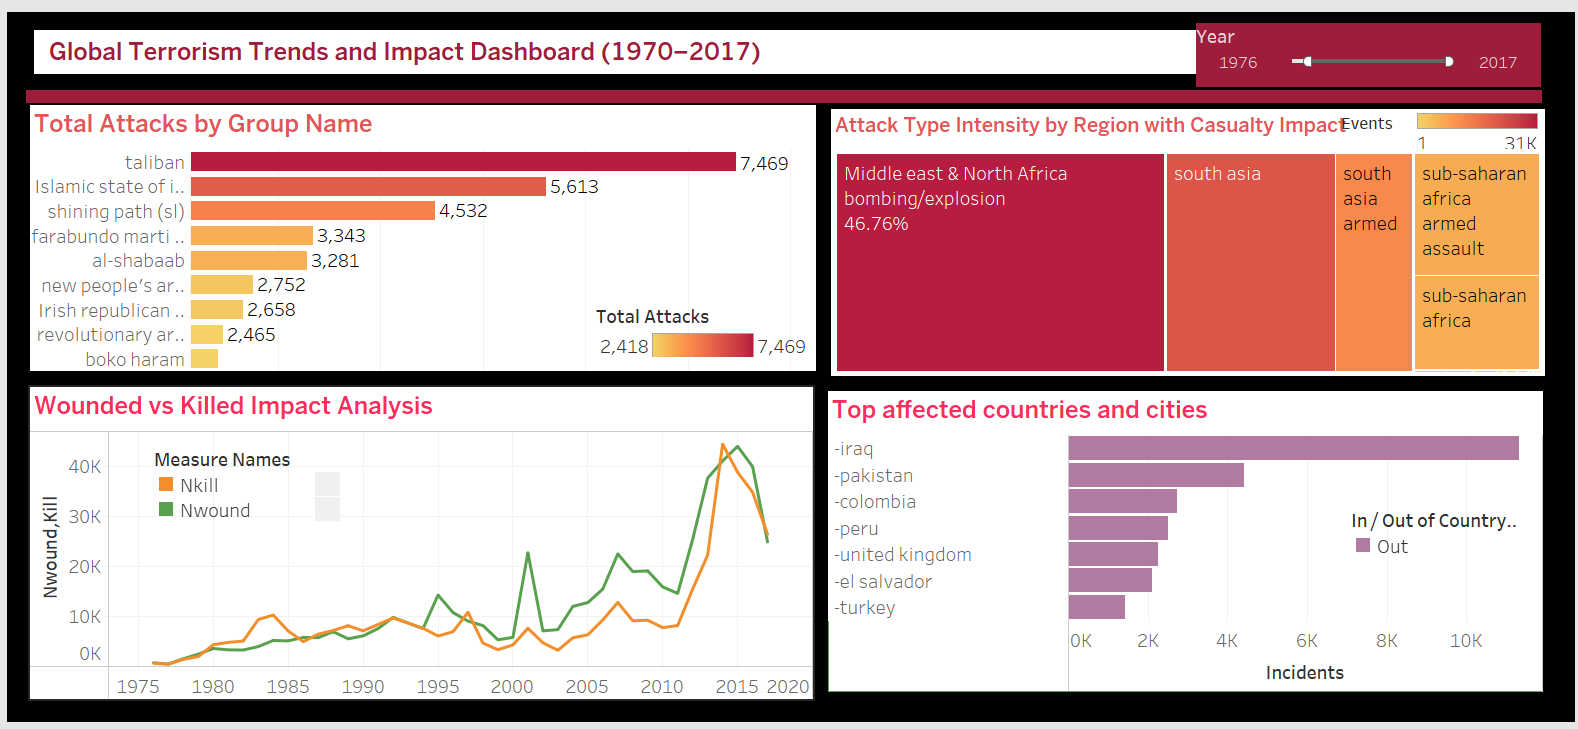 Global Terrorism Trends and Impact Dashboard (1970–2017)
Year
1976 2017
Total Attacks by Group Name
taliban 7,469
Islamic state of i.. 5,613
shining path (sl) 4,532
farabundo marti .. 3,343
al-shabaab 3,281
new people's ar.. 2,752
Irish republican .. 2,658
revolutionary ar.. 2,465
boko haram
Total Attacks
2,418 7,469
Attack Type Intensity by Region with Casualty Impact
Events
1 31K
Middle east & North Africa
bombing/explosion
46.76%
south asia
south
asia
armed
sub-saharan
africa
armed
assault
sub-saharan
africa
Wounded vs Killed Impact Analysis
Measure Names
Nkill
Nwound
Nwound,Kill
40K
30K
20K
10K
0K
1975 1980 1985 1990 1995 2000 2005 2010 2015 2020
Top affected countries and cities
-iraq
-pakistan
-colombia
-peru
-united kingdom
-el salvador
-turkey
In / Out of Country..
Out
0K 2K 4K 6K 8K 10K
Incidents